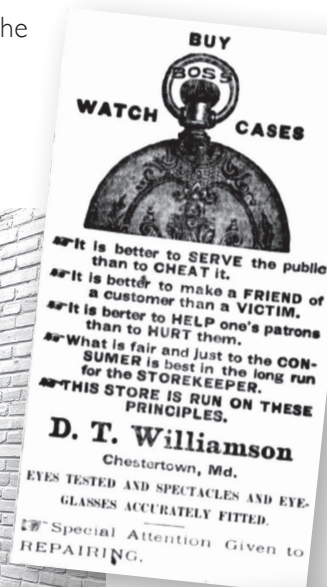 he
BUY
BOSS
WATCH CASES
It is better to SERVE the public
than to CHEAT it.
It is better to make a FRIEND of
a customer than a VICTIM.
It is berter to HELP one's patrons
than to HURT them.
What is fair and just to the CON-
SUMER is best in the long run
for the STOREKEEPER.
THIS STORE IS RUN ON THESE
PRINCIPLES.
D. T. Williamson
Chestertown, Md.
EYES TESTED AND SPECTACLES AND EYE-
GLASSES ACCURATELY FITTED.
Special Attention Given to
REPAIRING.